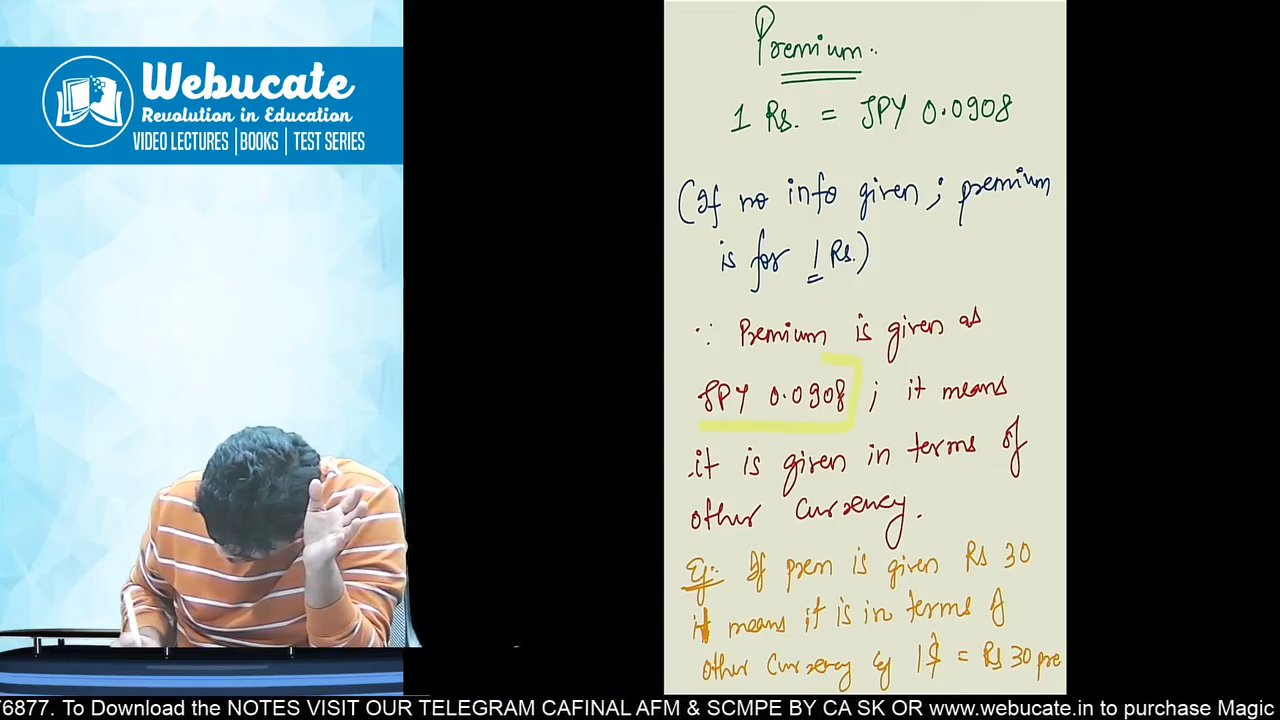 Webucate
Revolution in Education
VIDEO LECTURES | BOOKS | TEST SERIES
Premium:
1 Rs. = JPY 0.0908
(If no info given; premium
is for 1 Rs.)
∵ Premium is given as
JPY 0.0908 ; it means
it is given in terms of
other currency.
Eg: If prem is given Rs 30
it means it is in terms of
other currency eg 1$ = Rs 30 pre
76877. To Download the NOTES VISIT OUR TELEGRAM CAFINAL AFM & SCMPE BY CA SK OR www.webucate.in to purchase Magic